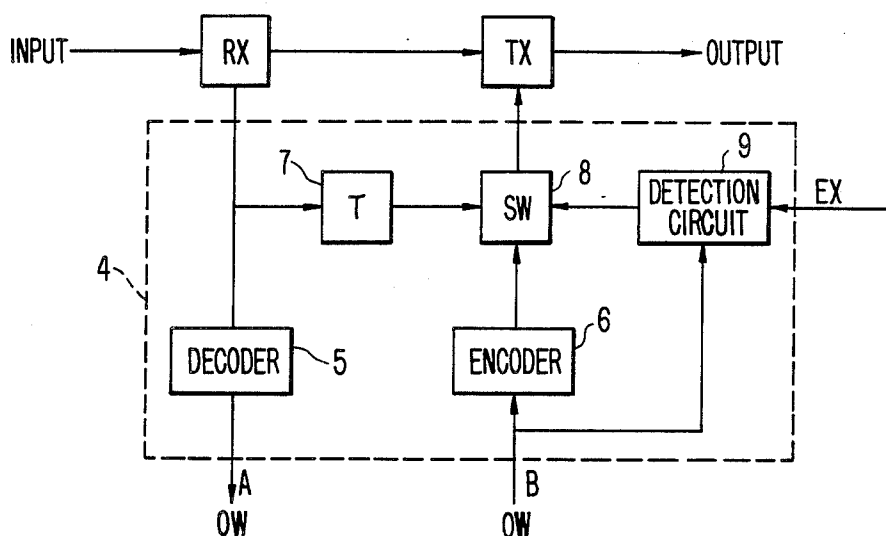 INPUT
RX
TX
OUTPUT
7
8
9
T
SW
DETECTION
CIRCUIT
EX
4
DECODER
5
ENCODER
6
A
OW
B
OW